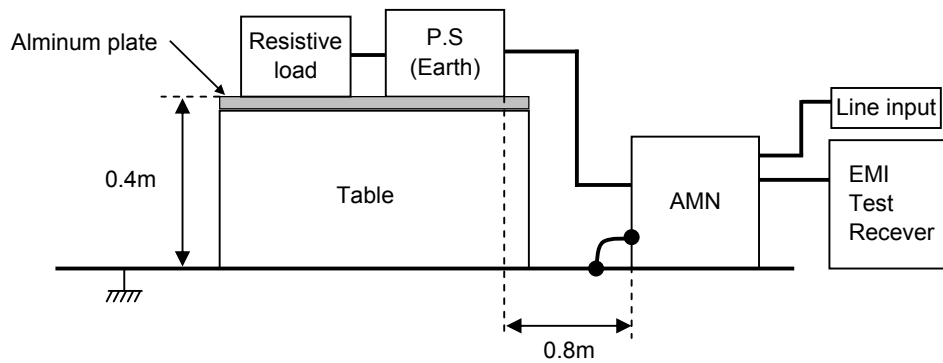 Alminum plate
Resistive
load
P.S
(Earth)
Line input
0.4m
Table
AMN
EMI
Test
Recever
0.8m